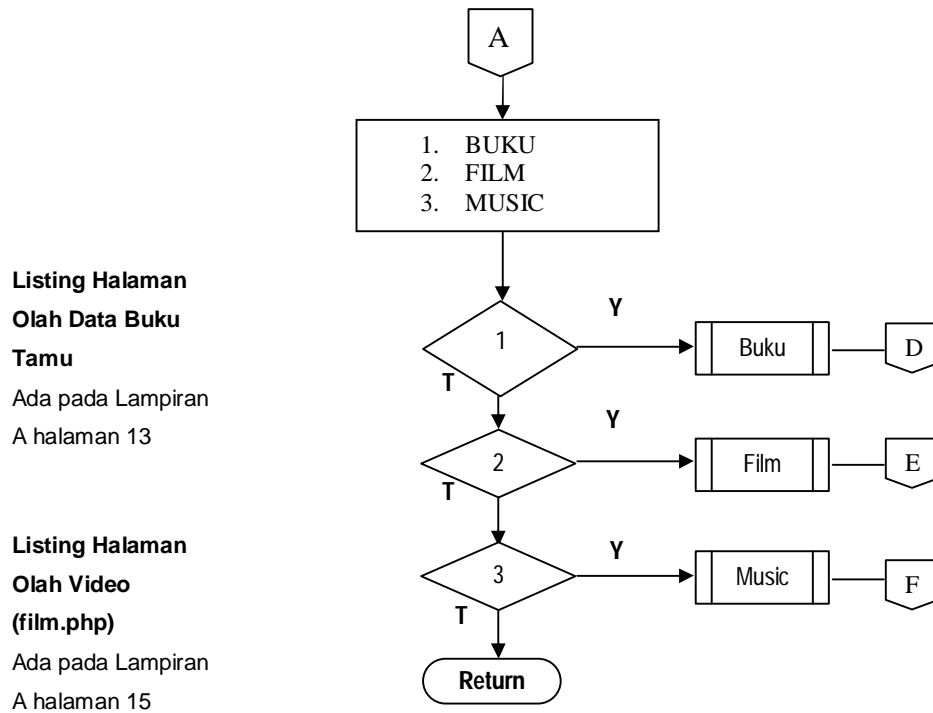 A
1. BUKU
2. FILM
3. MUSIC
Listing Halaman
Olah Data Buku
Tamu
Ada pada Lampiran
A halaman 13
1
Y
T
Buku
D
2
Y
T
Film
E
Listing Halaman
Olah Video
(film.php)
Ada pada Lampiran
A halaman 15
3
Y
T
Music
F
Return